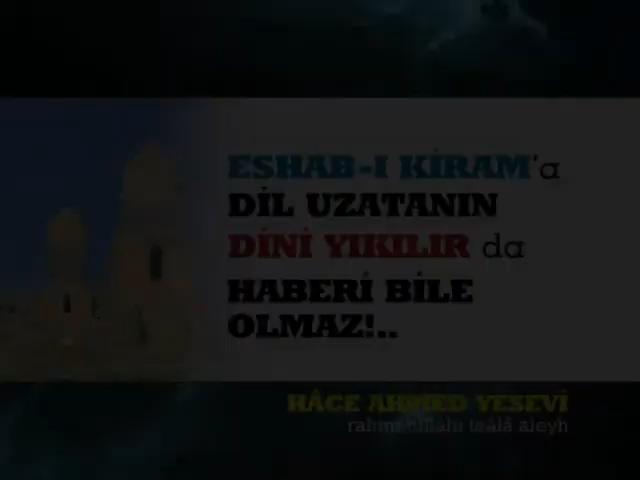 ESHAB-I KİRAM'a
DİL UZATANIN
DİNİ YIKILIR da
HABERİ BİLE
OLMAZ!..
HÂCE AHMED YESEVİ
rahmetullahi teâlâ aleyh